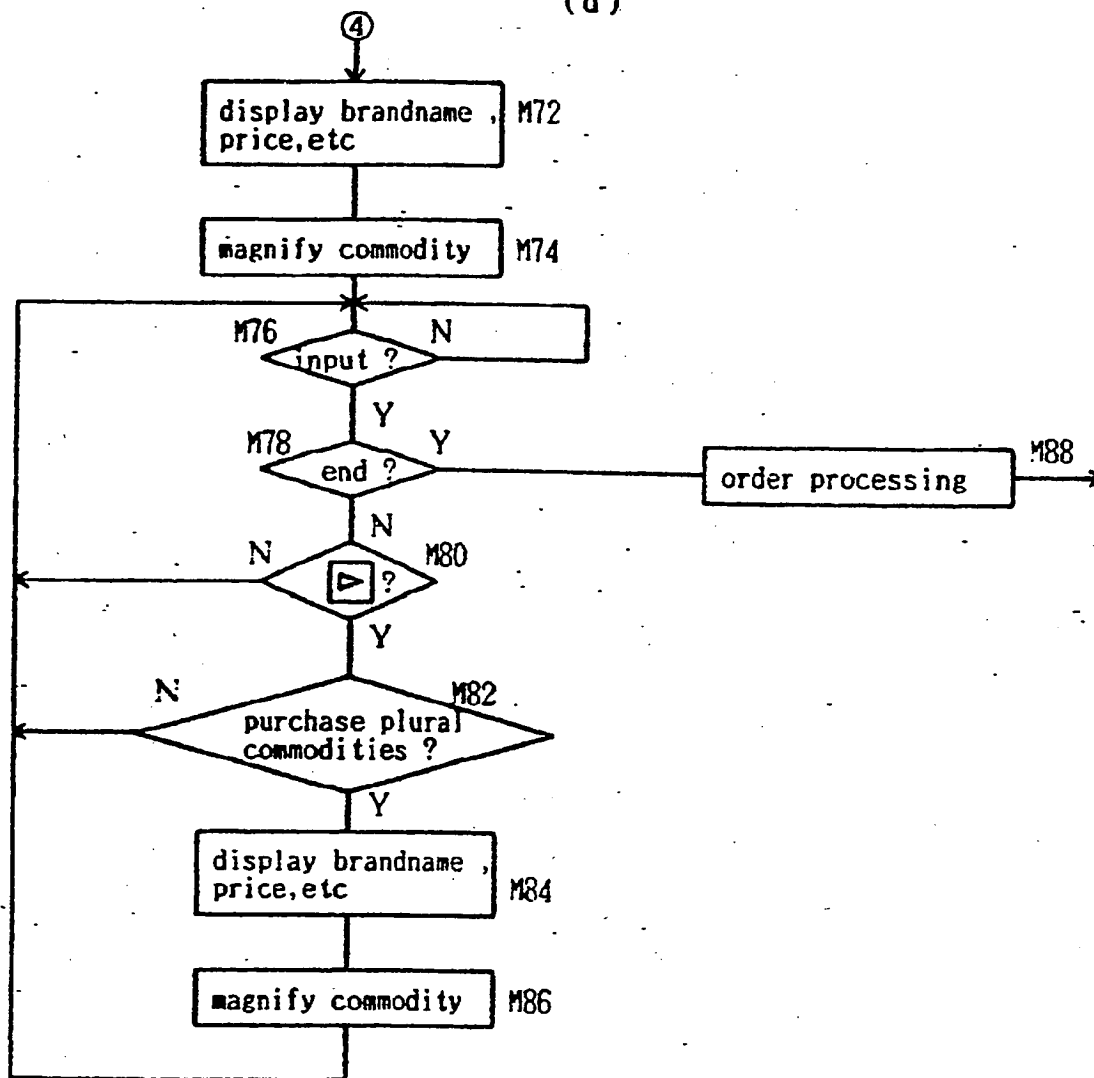 (d)
④
display brandname ,
price,etc
M72
magnify commodity
M74
M76
N
input ?
Y
M78
Y
end ?
order processing
M88
N
N
M80
?
Y
N
M82
purchase plural
commodities ?
Y
display brandname ,
price,etc
M84
magnify commodity
M86